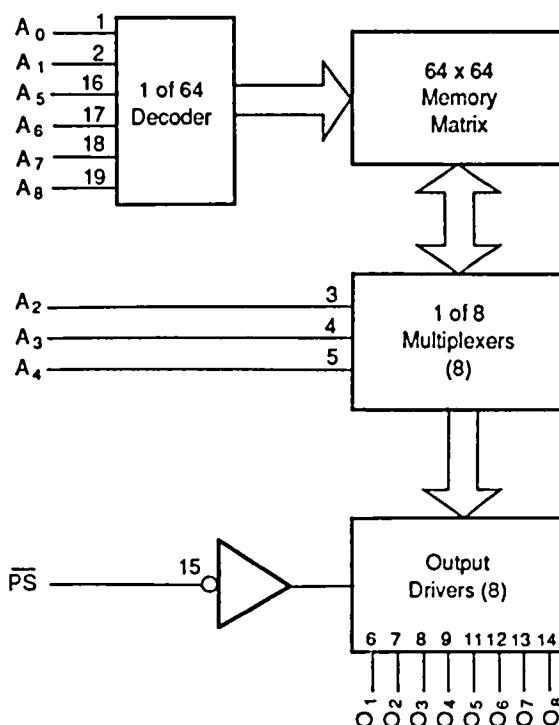 A0 1
A1 2
A5 16
A6 17
A7 18
A8 19
1 of 64
Decoder
64 x 64
Memory
Matrix
A2 3
A3 4
A4 5
1 of 8
Multiplexers
(8)
PS 15
Output
Drivers (8)
6 7 8 9 11 12 13 14
O1 O2 O3 O4 O5 O6 O7 O8